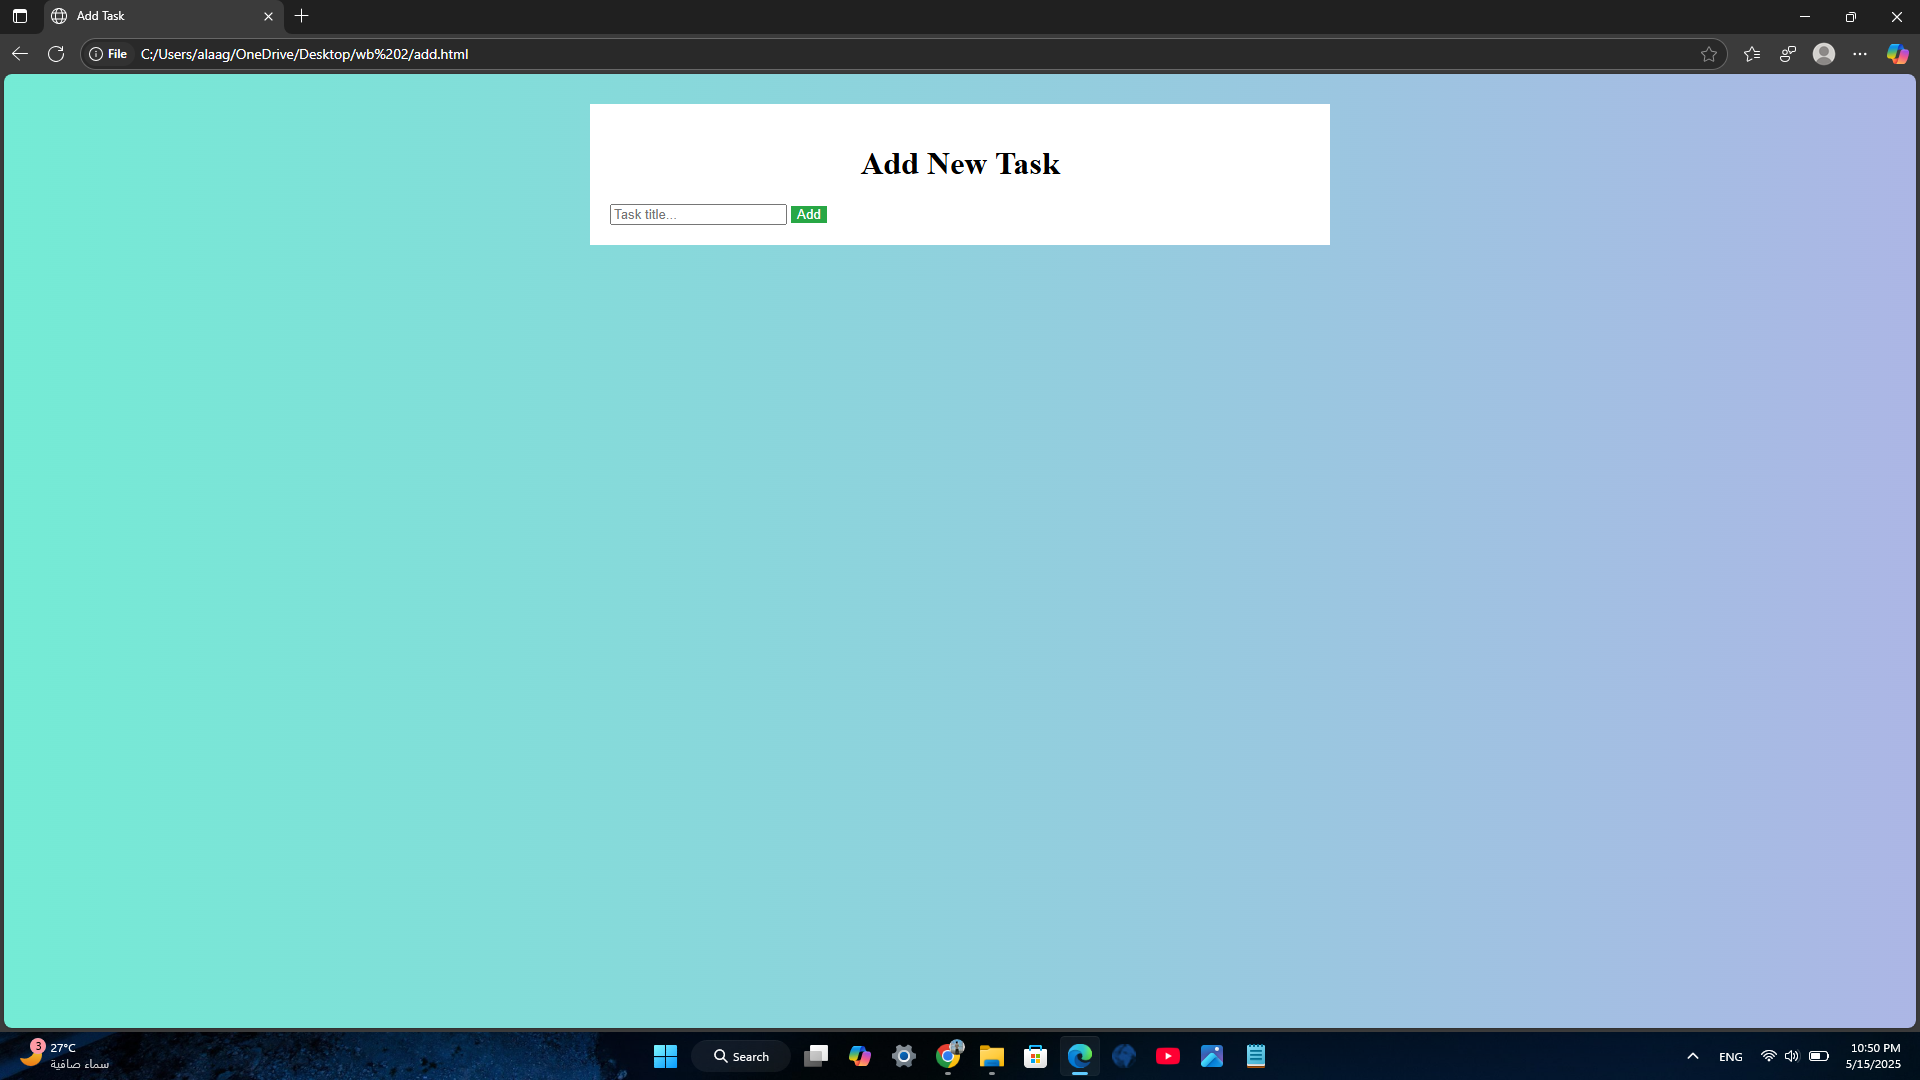 Add Task
File C:/Users/alaag/OneDrive/Desktop/wb%202/add.html
Add New Task
Task title...
Add
3
27°C
سماء صافية
Search
ENG
10:50 PM
5/15/2025